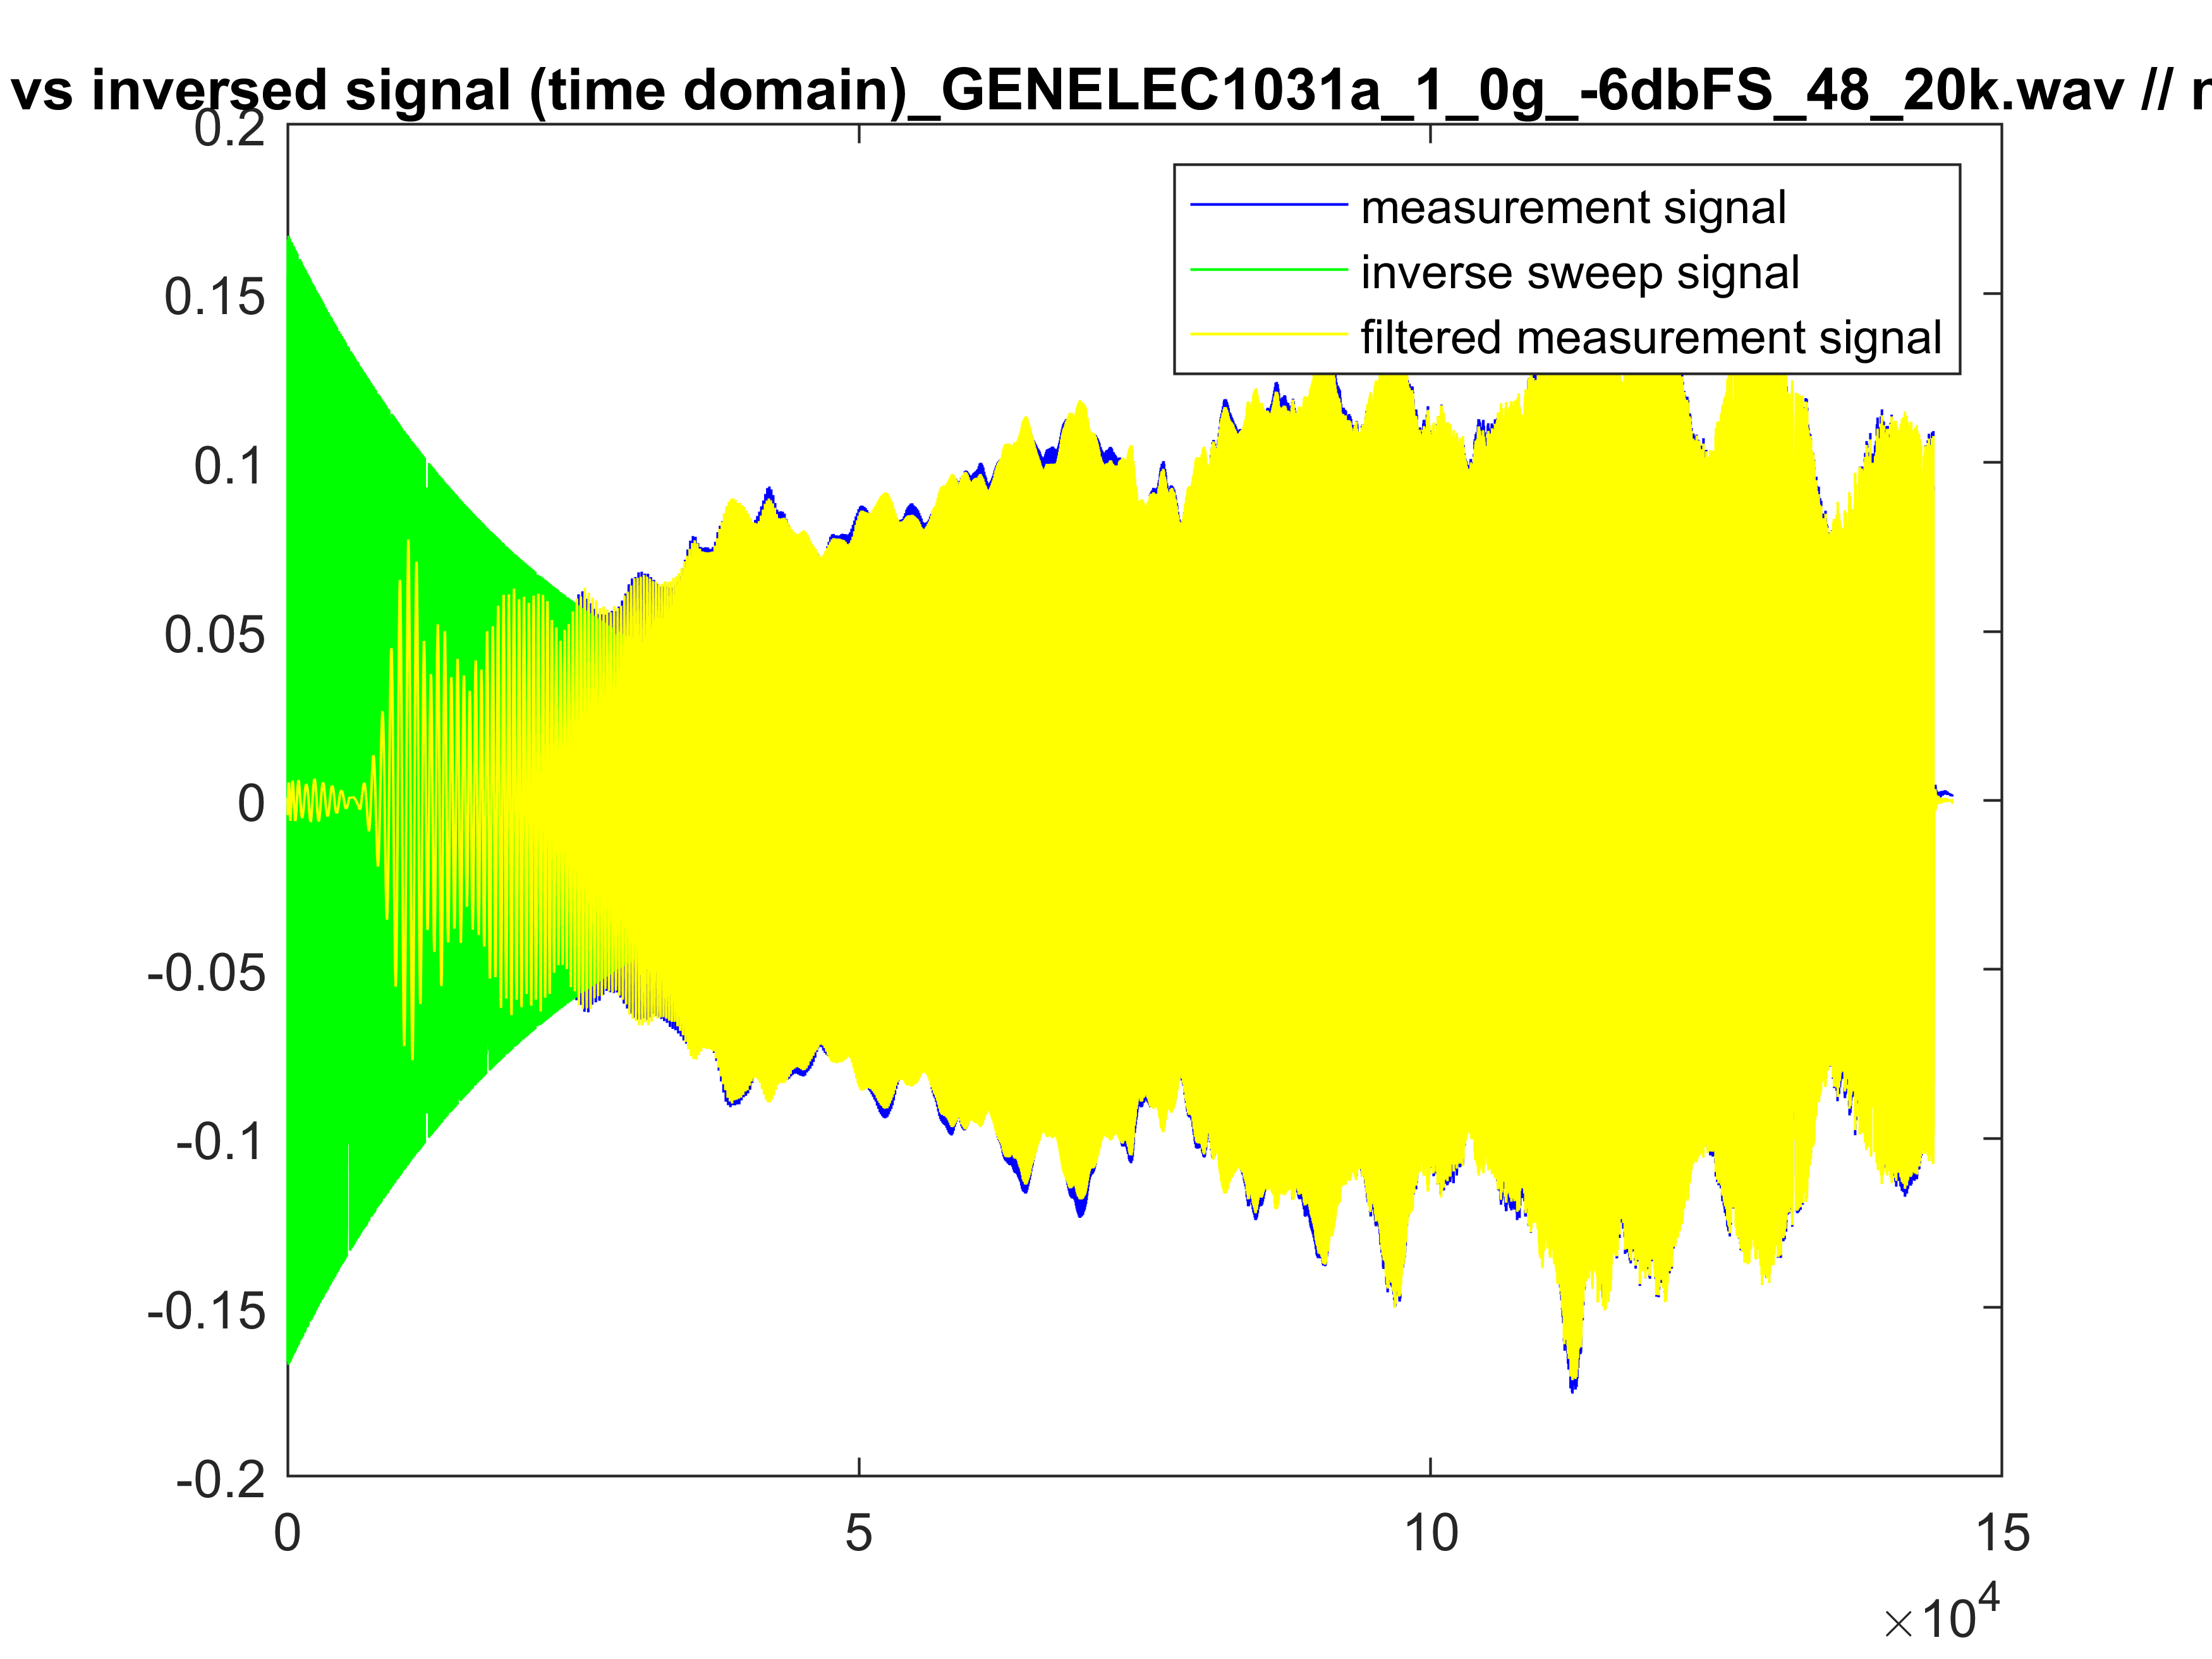 vs inversed signal (time domain)_GENELEC1031a_1_0g_-6dbFS_48_20k.wav //
0.2
measurement signal
inverse sweep signal
filtered measurement signal
0.15
0.1
0.05
0
-0.05
-0.1
-0.15
-0.2
0 5 10 15
×10⁴